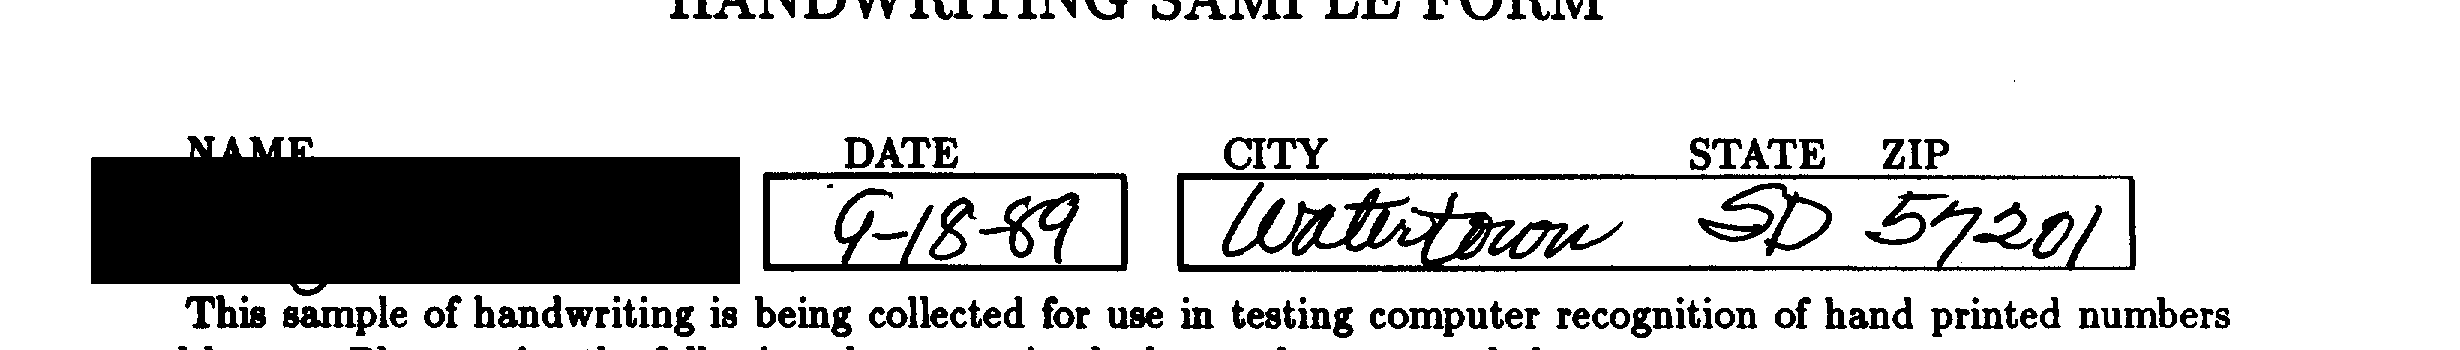 HANDWRITING SAMPLE FORM
NAME DATE CITY STATE ZIP
9-18-89 Watertown SD 57201
This sample of handwriting is being collected for use in testing computer recognition of hand printed numbers